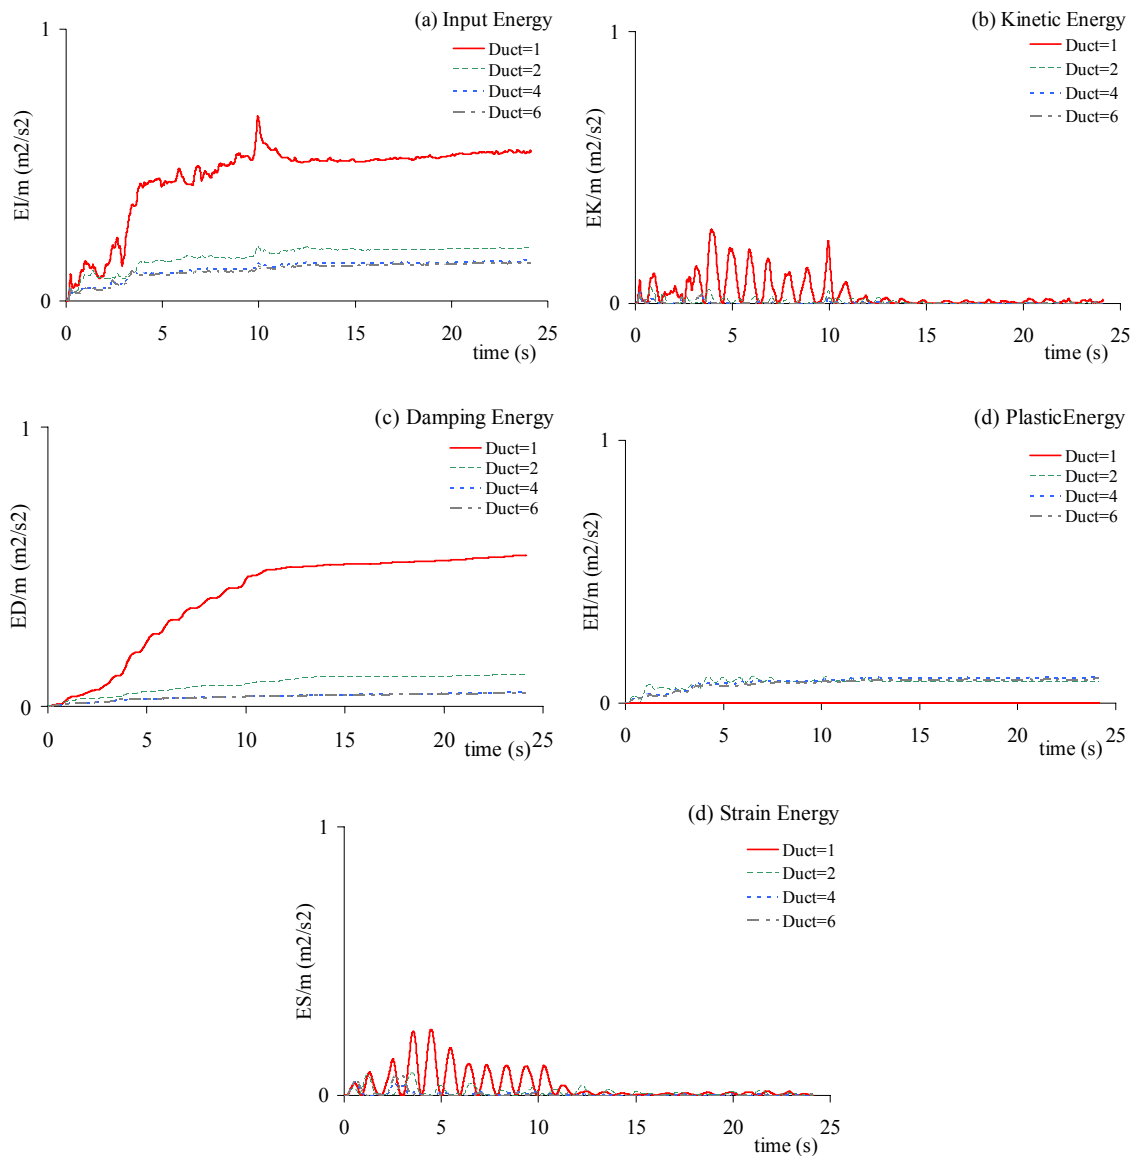 (a) Input Energy
1
Duct=1
Duct=2
Duct=4
Duct=6
EI/m (m2/s2)
0
0 5 10 15 20 25
time (s)
(b) Kinetic Energy
1
Duct=1
Duct=2
Duct=4
Duct=6
EK/m (m2/s2)
0
0 5 10 15 20 25
time (s)
(c) Damping Energy
1
Duct=1
Duct=2
Duct=4
Duct=6
ED/m (m2/s2)
0
0 5 10 15 20 25
time (s)
(d) PlasticEnergy
1
Duct=1
Duct=2
Duct=4
Duct=6
EH/m (m2/s2)
0
0 5 10 15 20 25
time (s)
(d) Strain Energy
1
Duct=1
Duct=2
Duct=4
Duct=6
ES/m (m2/s2)
0
0 5 10 15 20 25
time (s)